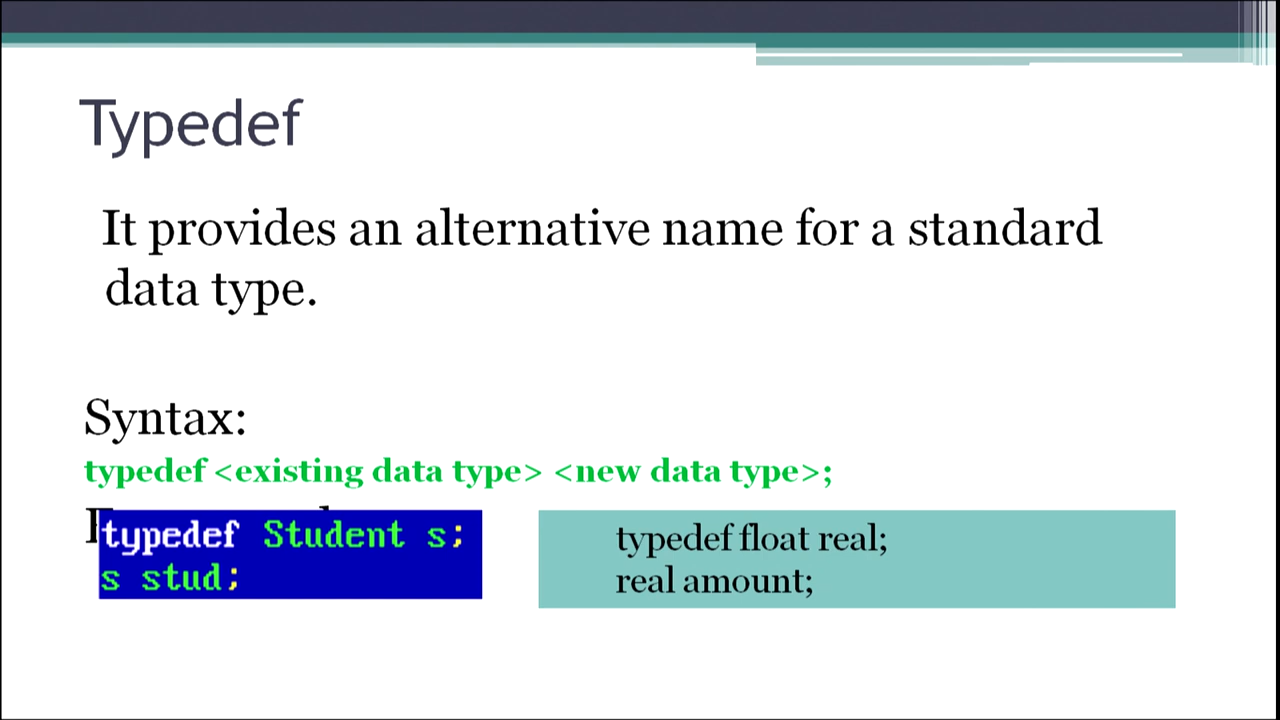 Typedef
It provides an alternative name for a standard
data type.
Syntax:
typedef <existing data type> <new data type>;
typedef Student s;
s stud;
typedef float real;
real amount;